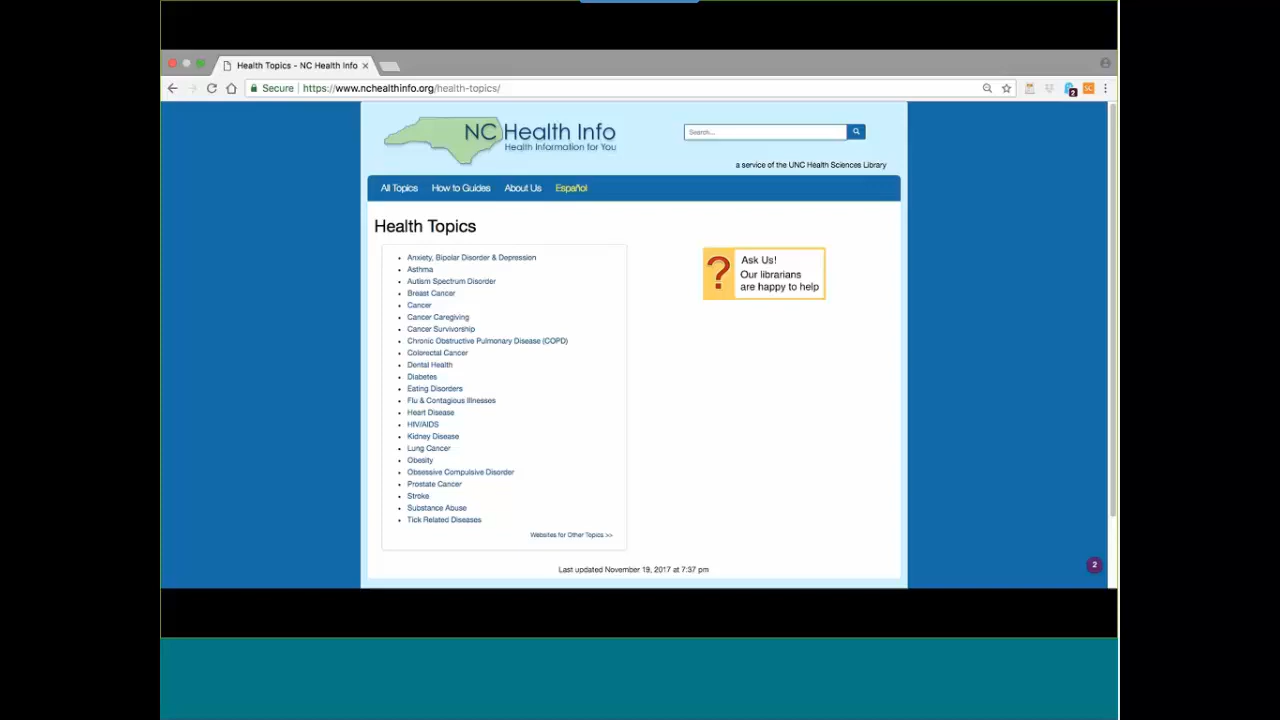 Health Topics - NC Health Info
Secure
https://www.nchealthinfo.org/health-topics/
2
SC
NC Health Info
Health Information for You
Search...
a service of the UNC Health Sciences Library
All Topics
How to Guides
About Us
Español
Health Topics
Anxiety, Bipolar Disorder & Depression
Asthma
Autism Spectrum Disorder
Breast Cancer
Cancer
Cancer Caregiving
Cancer Survivorship
Chronic Obstructive Pulmonary Disease (COPD)
Colorectal Cancer
Dental Health
Diabetes
Eating Disorders
Flu & Contagious Illnesses
Heart Disease
HIV/AIDS
Kidney Disease
Lung Cancer
Obesity
Obsessive Compulsive Disorder
Prostate Cancer
Stroke
Substance Abuse
Tick Related Diseases
Websites for Other Topics >>
?
Ask Us!
Our librarians
are happy to help
Last updated November 19, 2017 at 7:37 pm
2